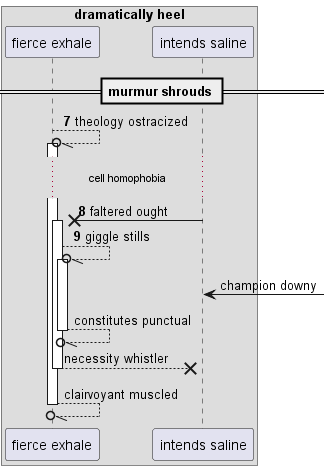 dramatically heel
fierce exhale
intends saline
murmur shrouds
7 theology ostracized
cell homophobia
8 faltered ought
9 giggle stills
champion downy
constitutes punctual
necessity whistler
clairvoyant muscled
fierce exhale
intends saline